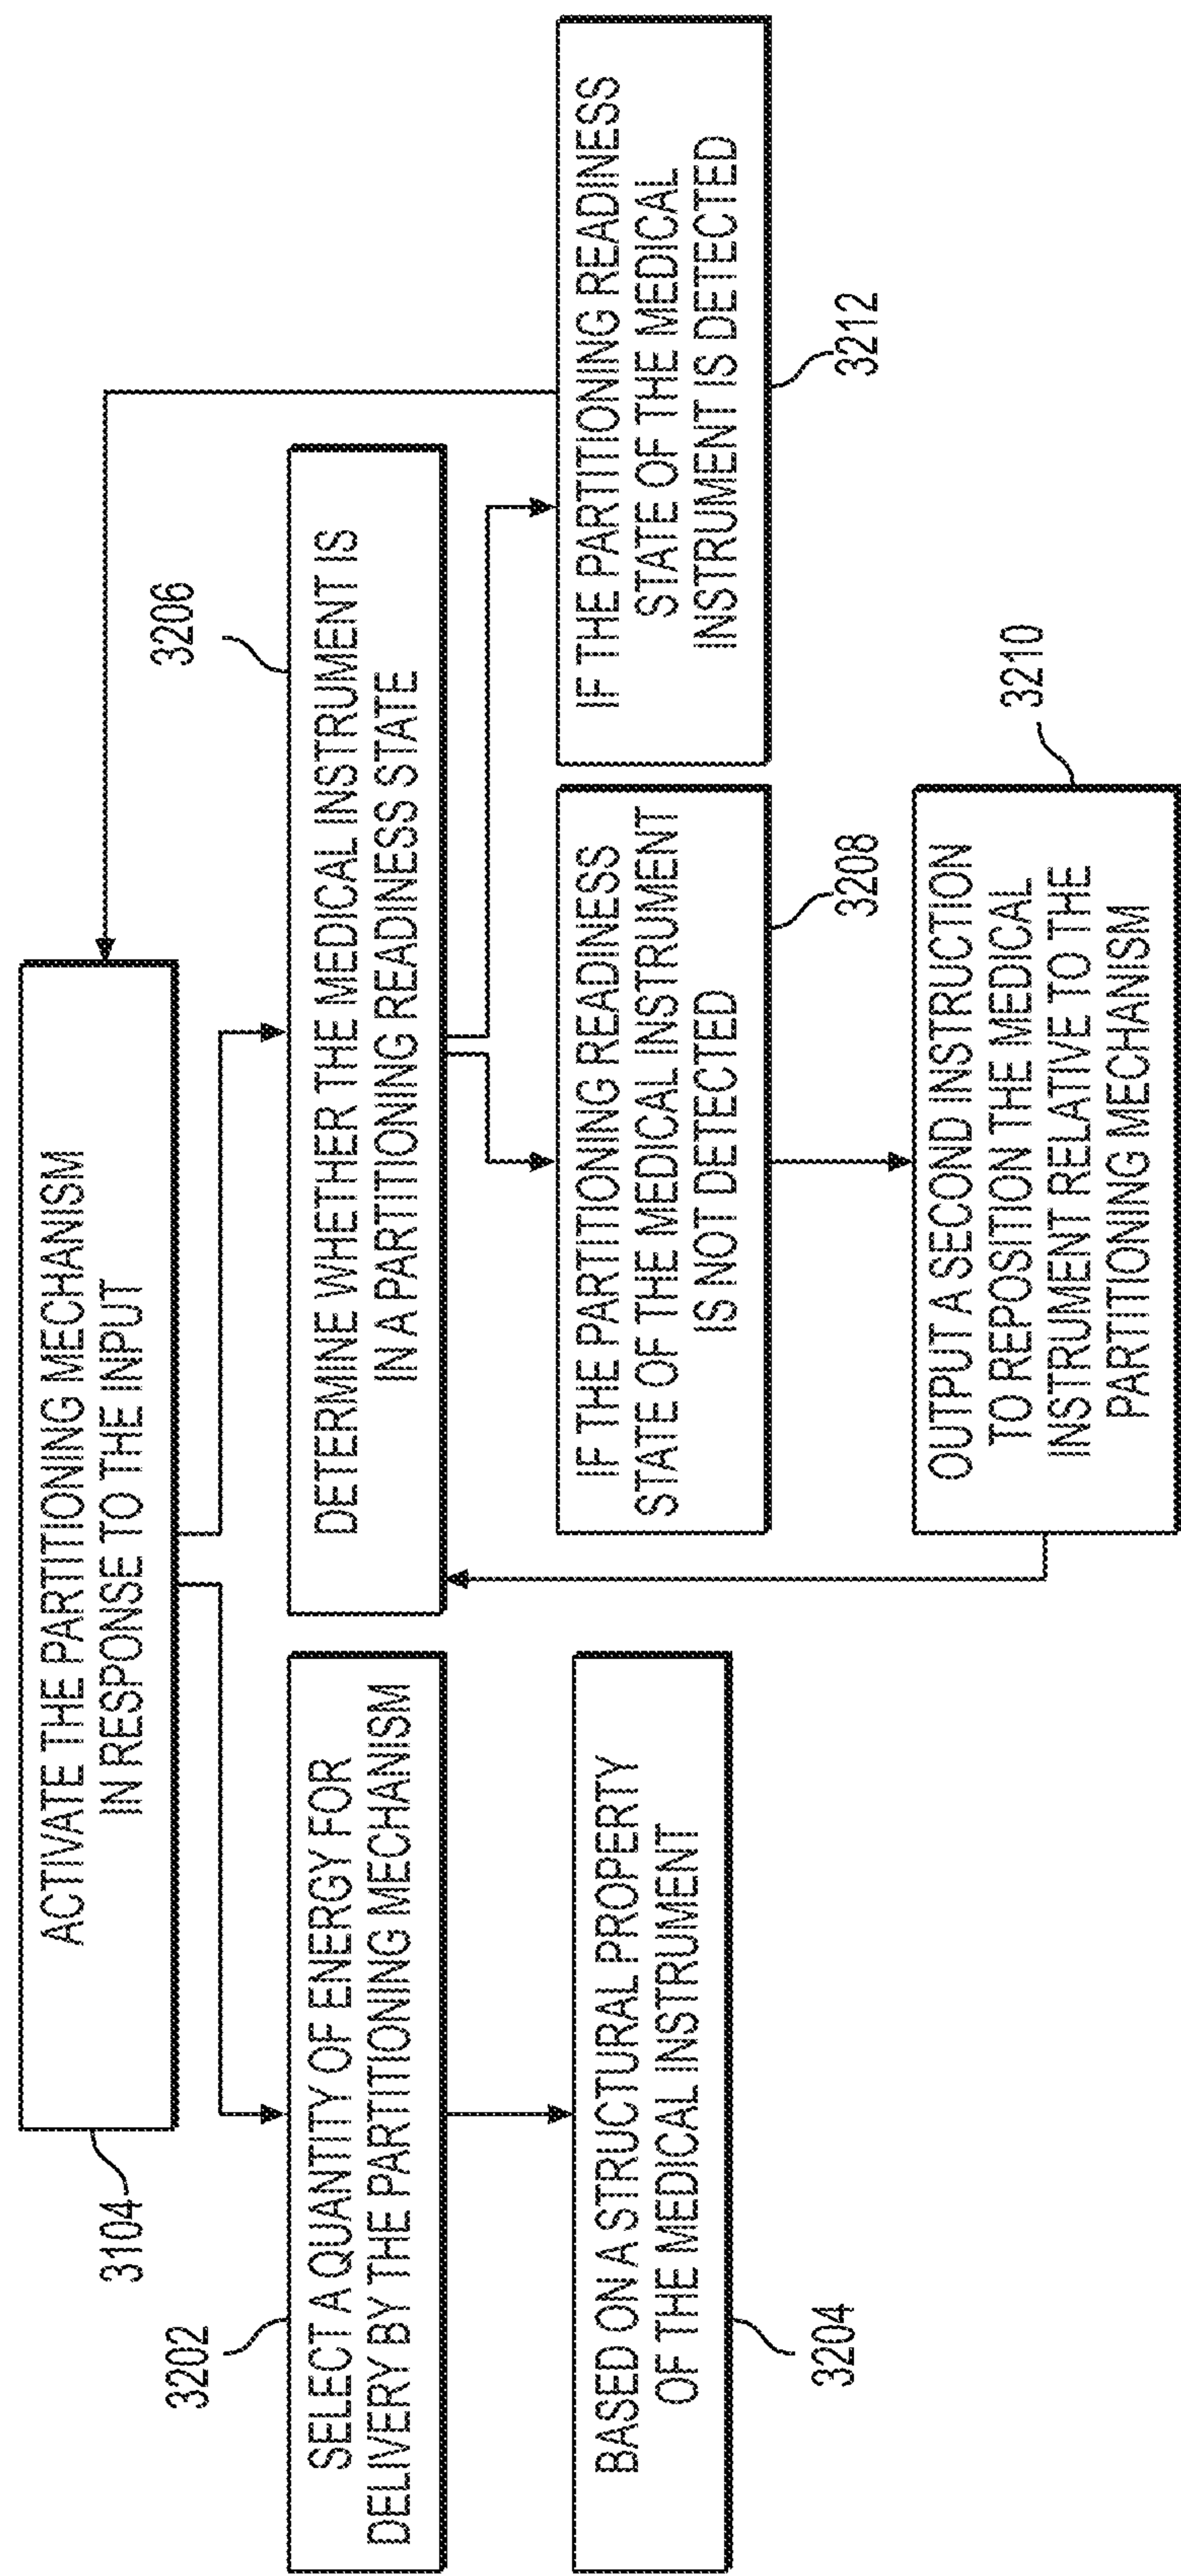 ACTIVATE THE PARTITIONING MECHANISM
IN RESPONSE TO THE INPUT
3104
3202
SELECT A QUANTITY OF ENERGY FOR
DELIVERY BY THE PARTITIONING MECHANISM
BASED ON A STRUCTURAL PROPERTY
OF THE MEDICAL INSTRUMENT
3204
3206
DETERMINE WHETHER THE MEDICAL INSTRUMENT IS
IN A PARTITIONING READINESS STATE
IF THE PARTITIONING READINESS
STATE OF THE MEDICAL INSTRUMENT
IS NOT DETECTED
3208
OUTPUT A SECOND INSTRUCTION
TO REPOSITION THE MEDICAL
INSTRUMENT RELATIVE TO THE
PARTITIONING MECHANISM
3210
IF THE PARTITIONING READINESS
STATE OF THE MEDICAL
INSTRUMENT IS DETECTED
3212